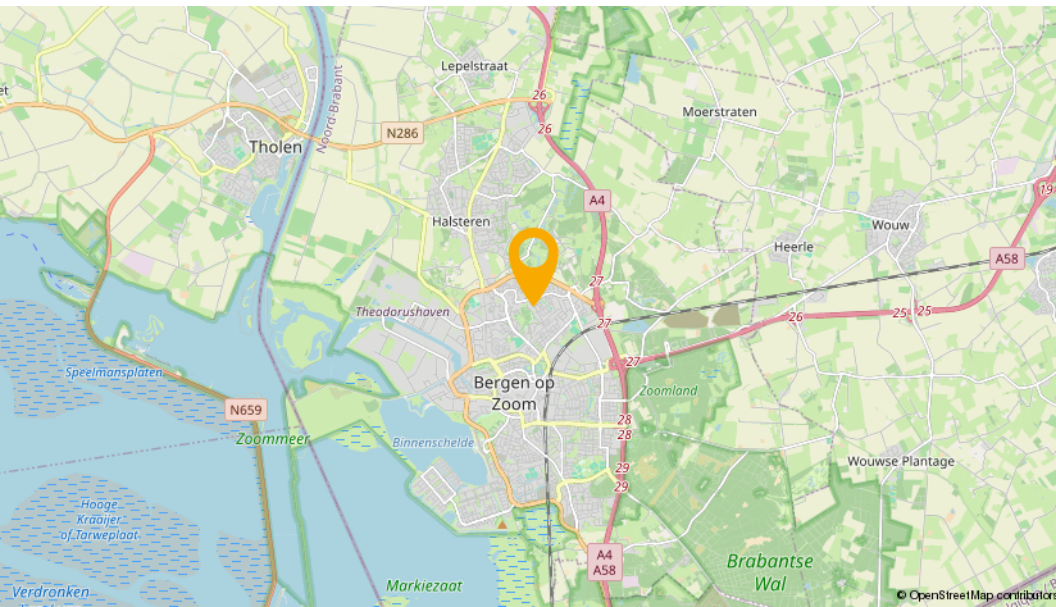 Lepelstraat
26
Moerstraten
N286
26
Noord-Brabant
Tholen
et
19
A4
Halsteren
Wouw
Heerle
A58
27
Theodorushaven
27
26
25
25
27
Speelmansplaten
Bergen op
Zoom
Zoomland
N659
28
28
Zoommeer
Binnenschelde
Wouwse Plantage
29
29
Hooge
Kraaijer
of Tarweplaat
A4
A58
Brabantse
Wal
Markiezaat
Verdronken
© OpenStreetMap contributors